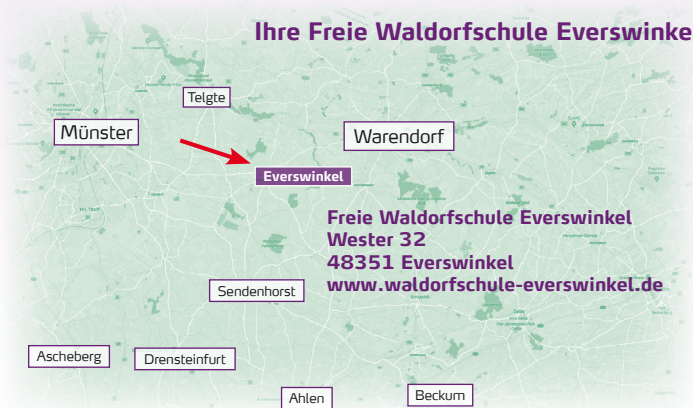 Ihre Freie Waldorfschule Everswinke
Telgte
Münster
Warendorf
Everswinkel
Freie Waldorfschule Everswinkel
Wester 32
48351 Everswinkel
www.waldorfschule-everswinkel.de
Sendenhorst
Ascheberg
Drensteinfurt
Ahlen
Beckum